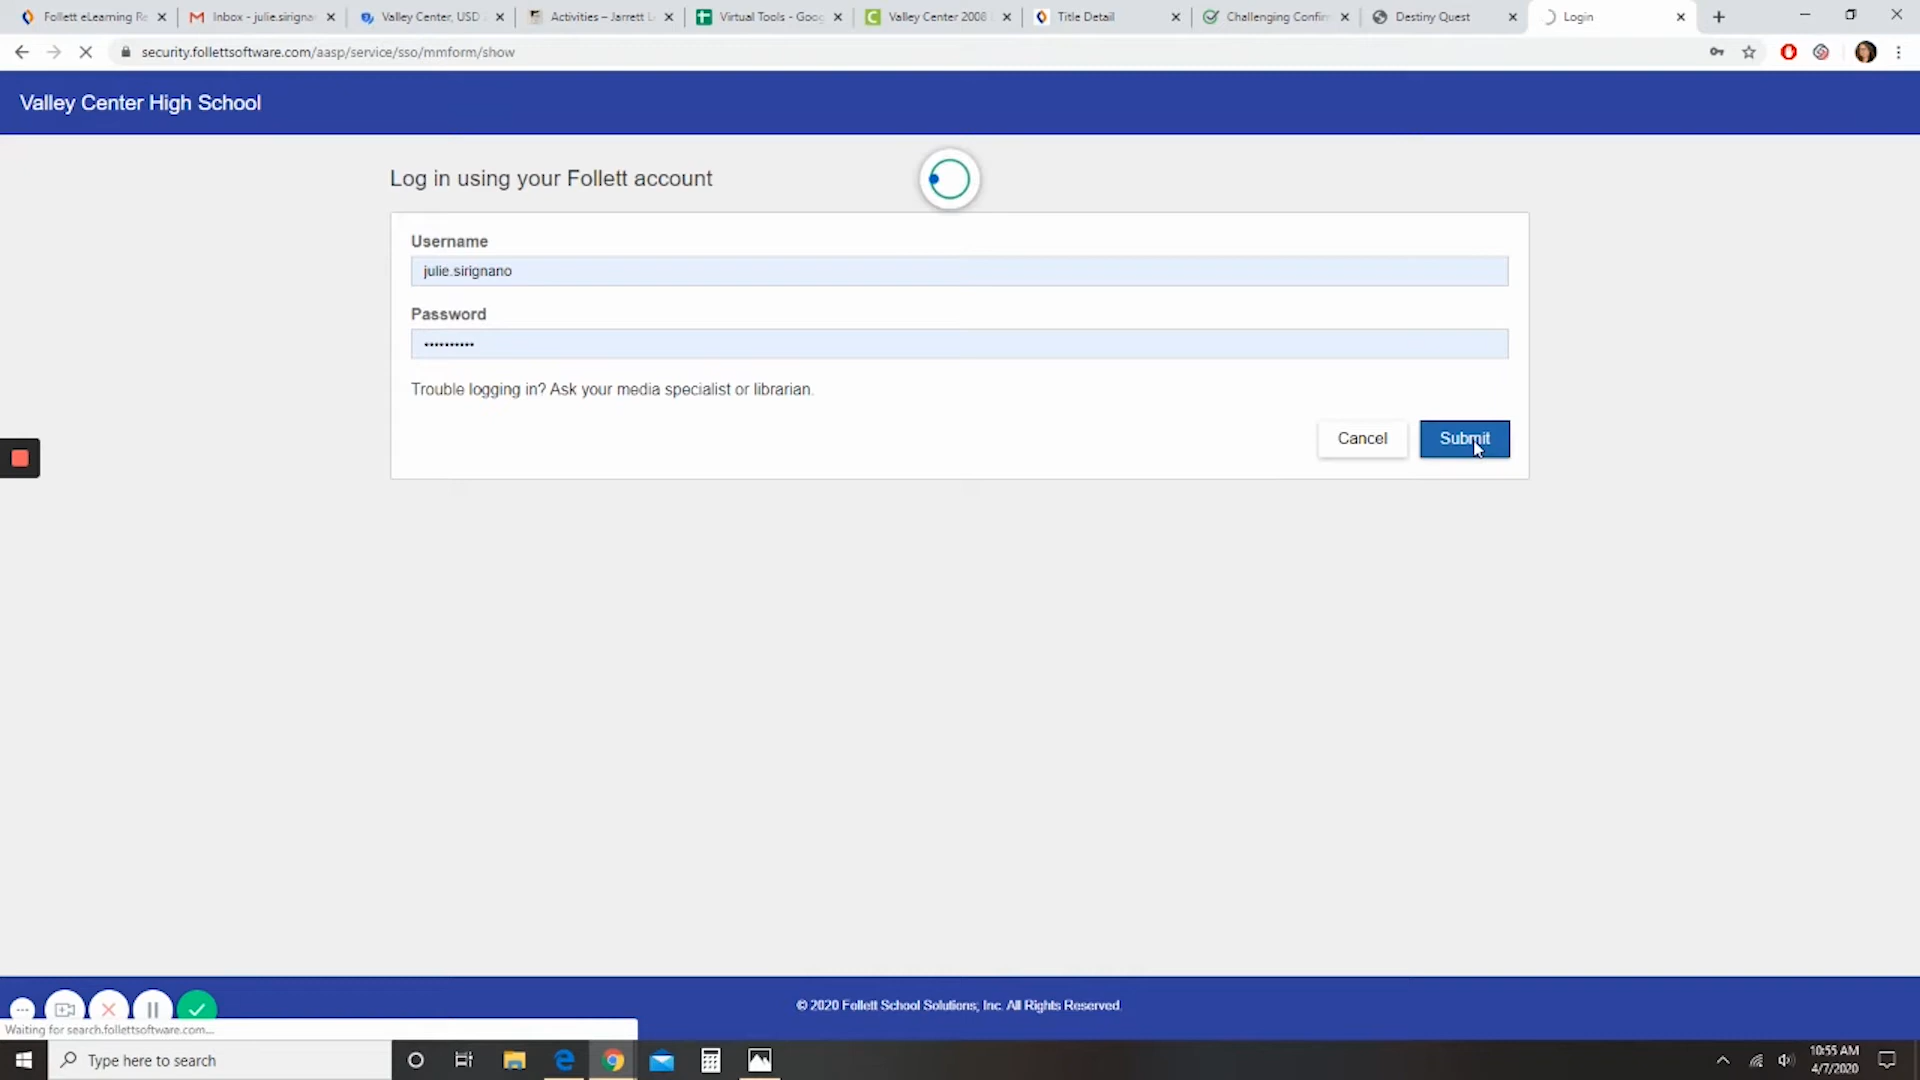 Follett eLearning Re
Inbox - julie.sirigna
Valley Center, USD
Activities – Jarrett L
Virtual Tools - Goog
Valley Center 2008
Title Detail
Challenging Confirm
Destiny Quest
Login
security.follettsoftware.com/aasp/service/sso/mmform/show
Valley Center High School
Log in using your Follett account
Username
julie.sirignano
Password
••••••••••
Trouble logging in? Ask your media specialist or librarian.
Cancel
Submit
© 2020 Follett School Solutions, Inc. All Rights Reserved.
Waiting for search.follettsoftware.com...
Type here to search
10:55 AM
4/7/2020